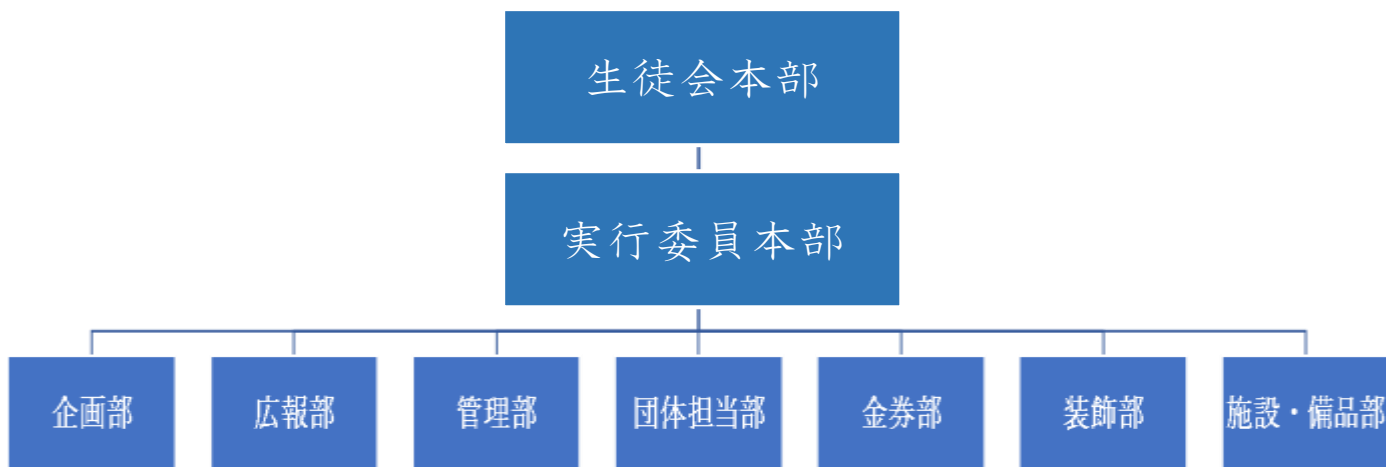 生徒会本部
実行委員本部
企画部
広報部
管理部
団体担当部
金券部
装飾部
施設・備品部